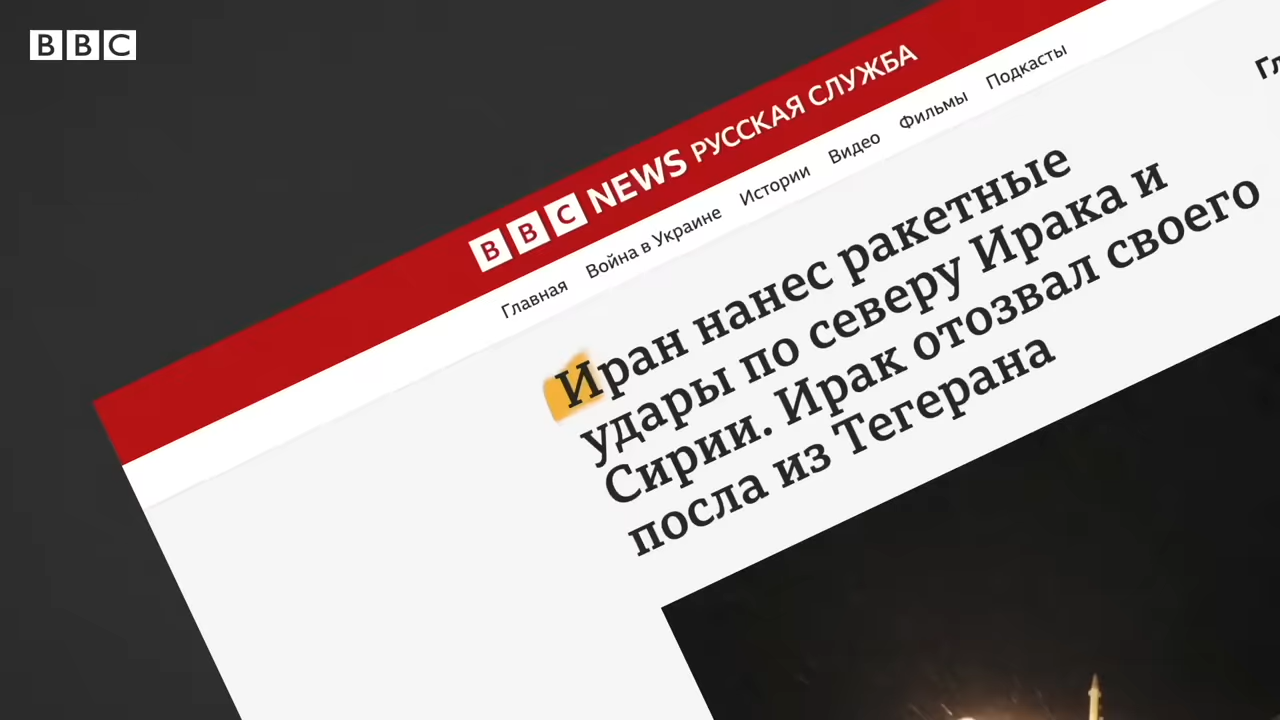 BBC
BBC NEWS РУССКАЯ СЛУЖБА
Главная Война в Украине Истории Видео Фильмы Подкасты
Иран нанес ракетные
удары по северу Ирака и
Сирии. Ирак отозвал своего
посла из Тегерана